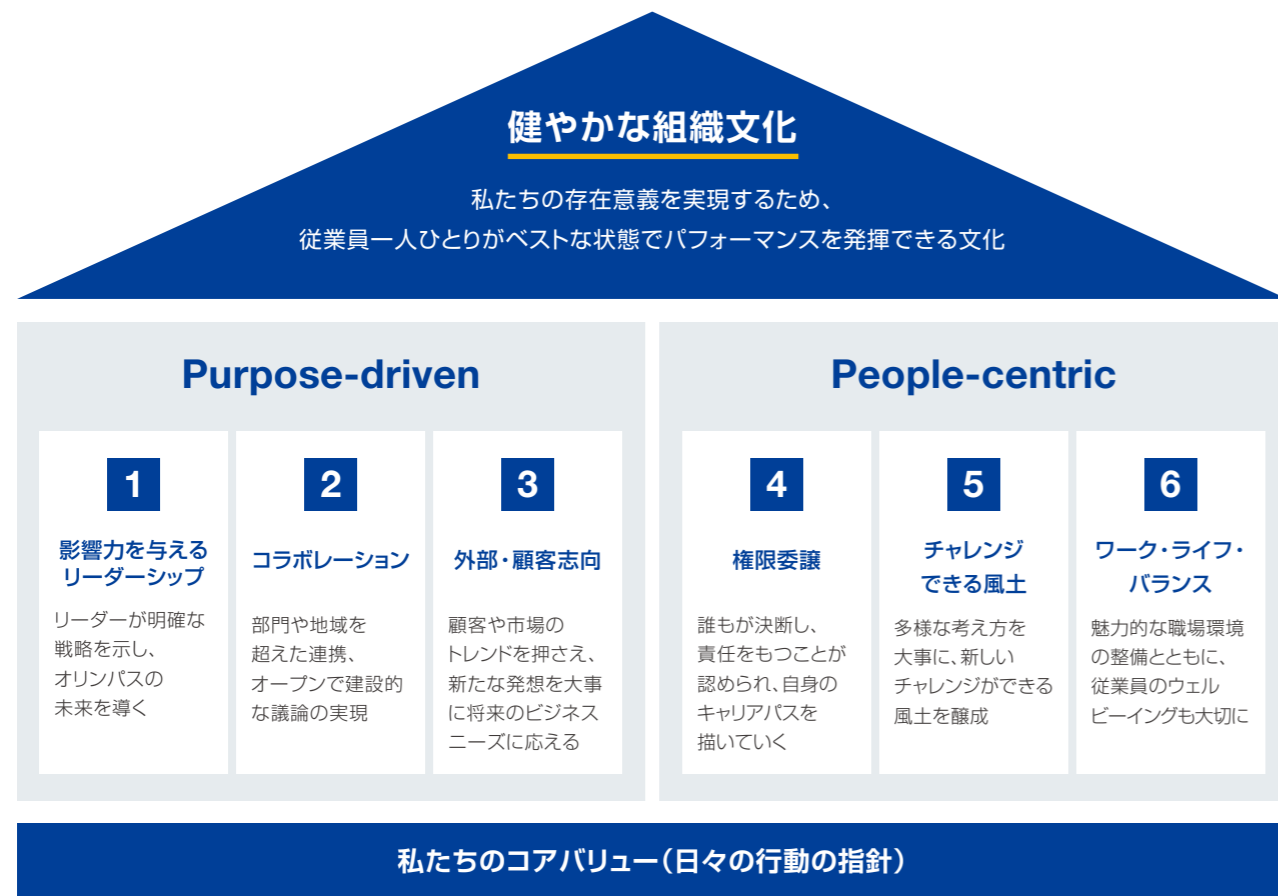 健やかな組織文化
私たちの存在意義を実現するため、
従業員一人ひとりがベストな状態でパフォーマンスを発揮できる文化
Purpose-driven
1
影響力を与える
リーダーシップ
リーダーが明確な
戦略を示し、
オリンパスの
未来を導く
2
コラボレーション
部門や地域を
超えた連携、
オープンで建設的
な議論の実現
3
外部・顧客志向
顧客や市場の
トレンドを押さえ、
新たな発想を大事
に将来のビジネス
ニーズに応える
People-centric
4
権限委譲
誰もが決断し、
責任をもつことが
認められ、自身の
キャリアパスを
描いていく
5
チャレンジ
できる風土
多様な考え方を
大事に、新しい
チャレンジができる
風土を醸成
6
ワーク・ライフ・
バランス
魅力的な職場環境
の整備とともに、
従業員のウェル
ビーイングも大切に
私たちのコアバリュー(日々の行動の指針)